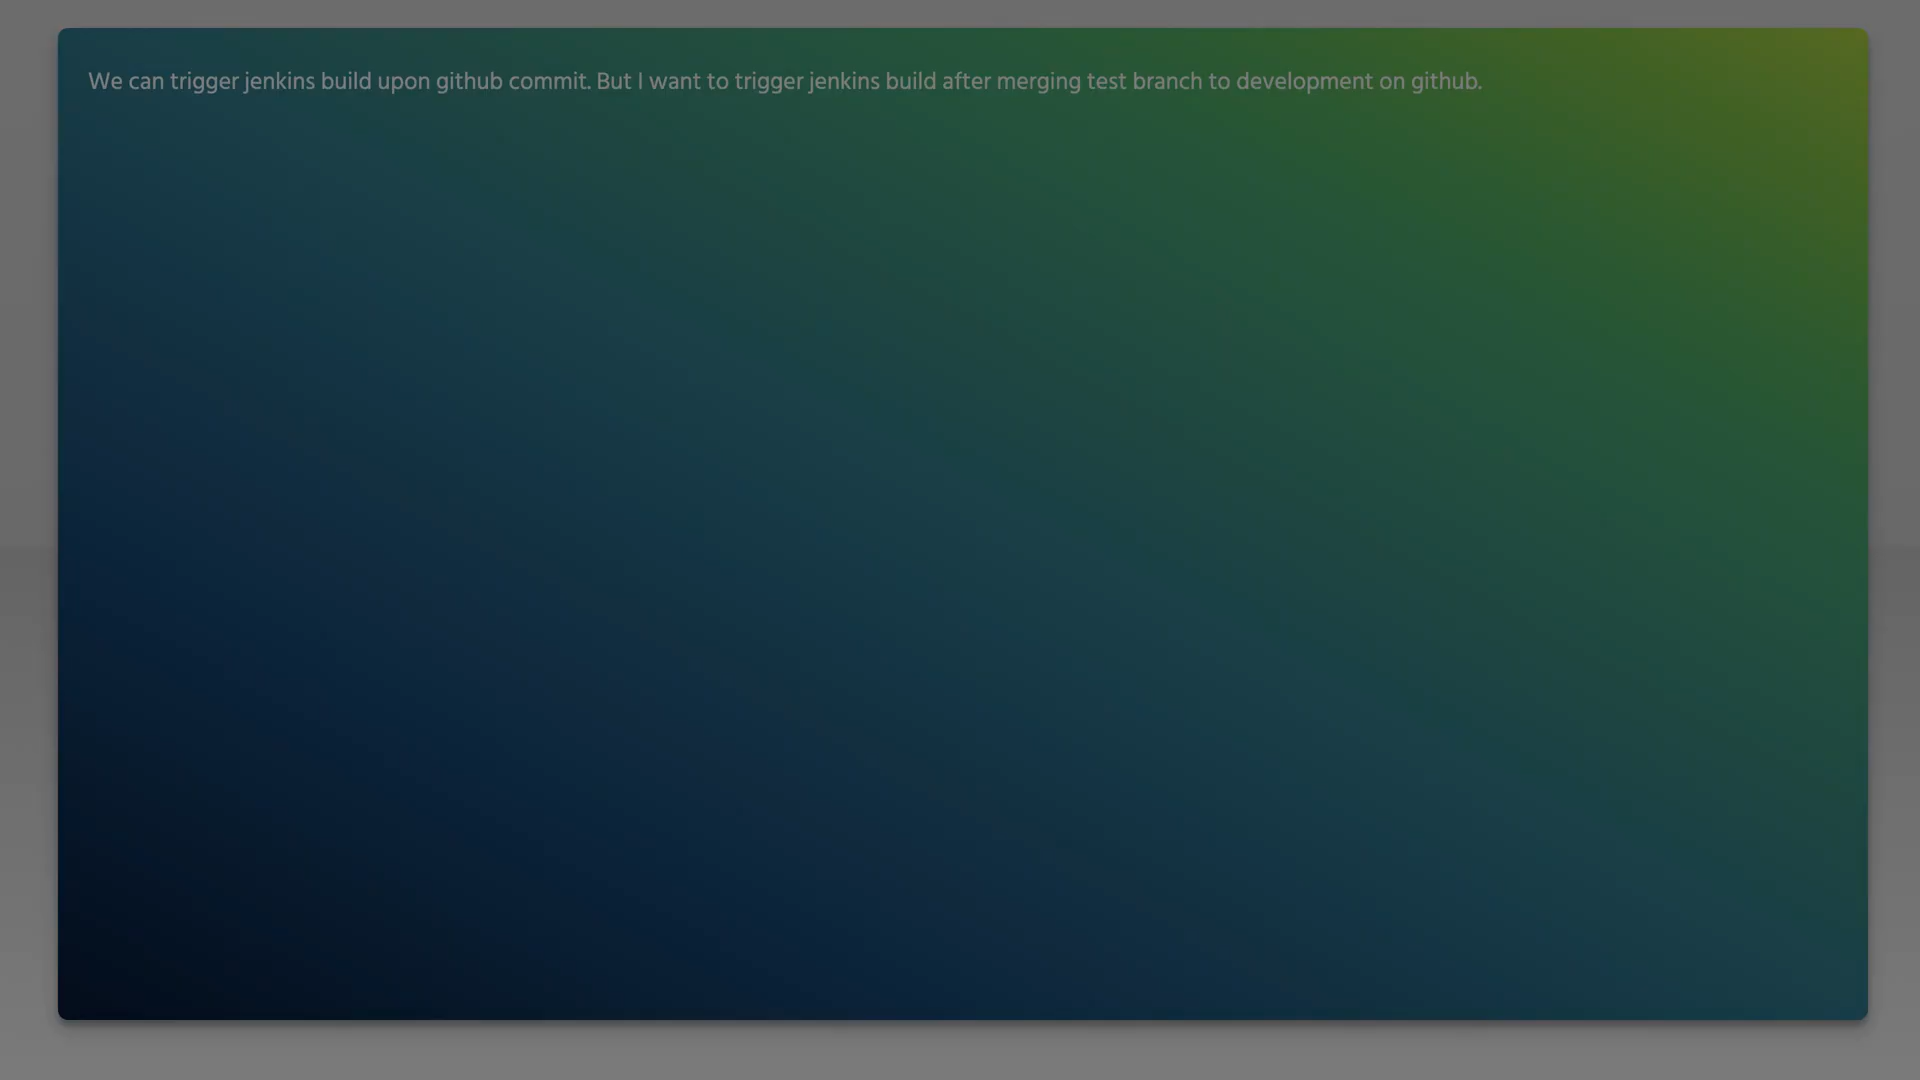 We can trigger jenkins build upon github commit. But I want to trigger jenkins build after merging test branch to development on github.